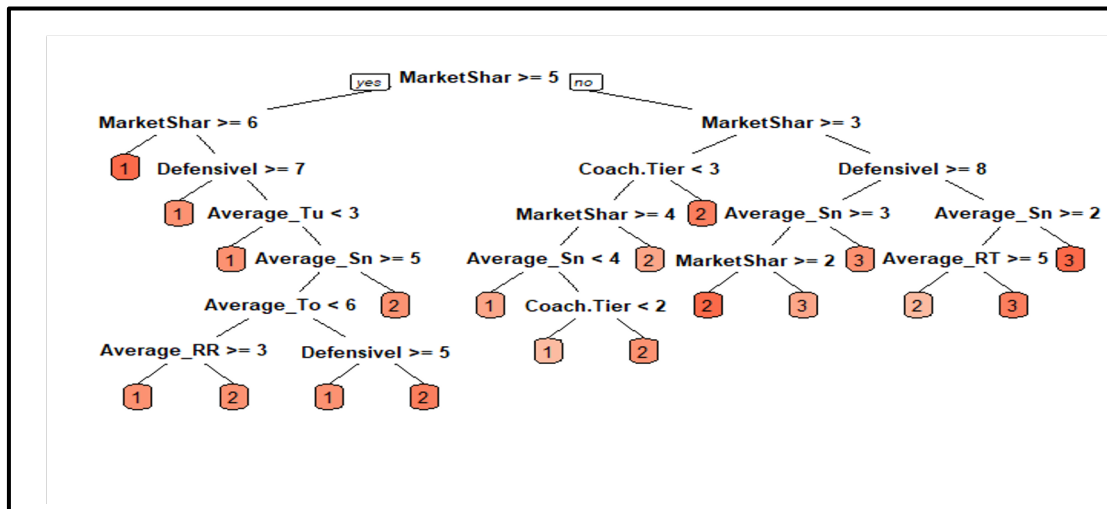 yes MarketShar >= 5 no
MarketShar >= 6 MarketShar >= 3
1 Defensivel >= 7 Coach.Tier < 3 Defensivel >= 8
1 Average_Tu < 3 MarketShar >= 4 2 Average_Sn >= 3 Average_Sn >= 2
1 Average_Sn >= 5 Average_Sn < 4 2 MarketShar >= 2 3 Average_RT >= 5 3
Average_To < 6 2 1 Coach.Tier < 2 2 3 2 3
Average_RR >= 3 Defensivel >= 5 1 2
1 2 1 2